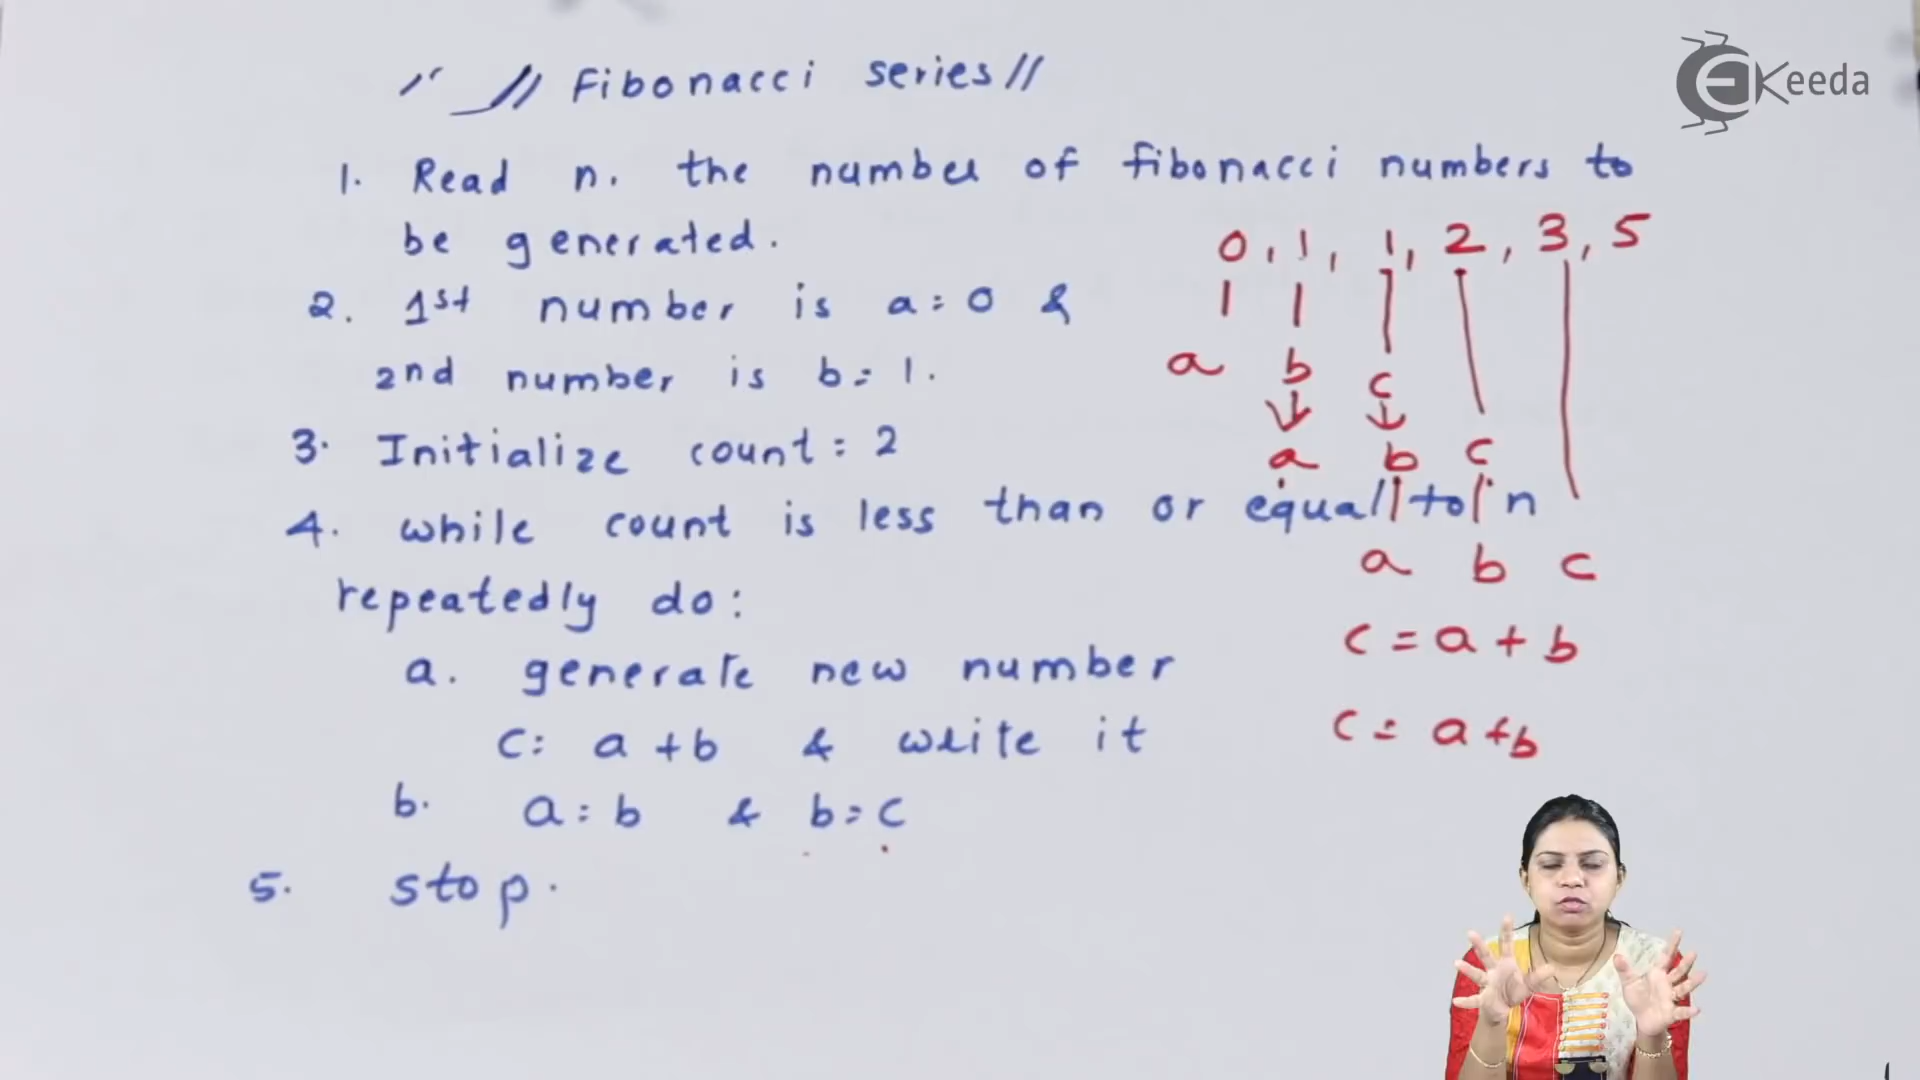 // Fibonacci series //
1. Read n. the number of fibonacci numbers to
be generated.
0, 1, 1, 2, 3, 5
2. 1st number is a = 0 &
2nd number is b = 1.
a b c
3. Initialize count = 2
a b c
4. while count is less than or equal to n
a b c
repeatedly do:
c = a + b
a. generate new number
c = a + b & write it
c = a + b
b. a = b & b = c
5. stop.
EKeeda